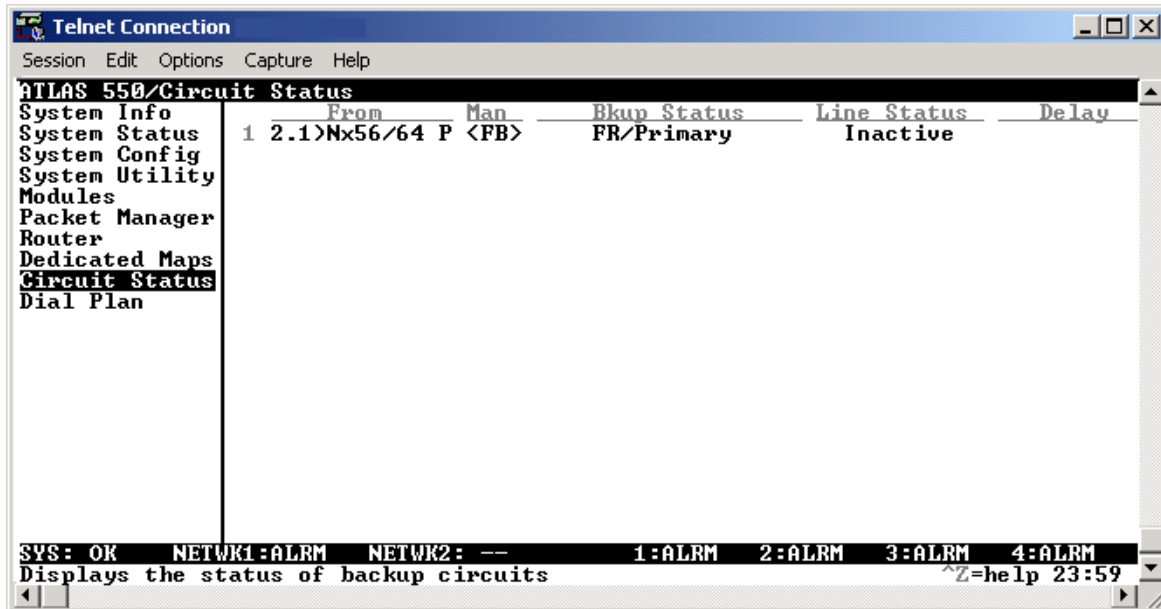 Telnet Connection
Session Edit Options Capture Help
ATLAS 550/Circuit Status
System Info From Man Bkup Status Line Status Delay
System Status 1 2.1)Nx56/64 P <FB> FR/Primary Inactive
System Config
System Utility
Modules
Packet Manager
Router
Dedicated Maps
Circuit Status
Dial Plan
SYS: OK NETWK1:ALRM NETWK2: -- 1:ALRM 2:ALRM 3:ALRM 4:ALRM
Displays the status of backup circuits ^Z=help 23:59